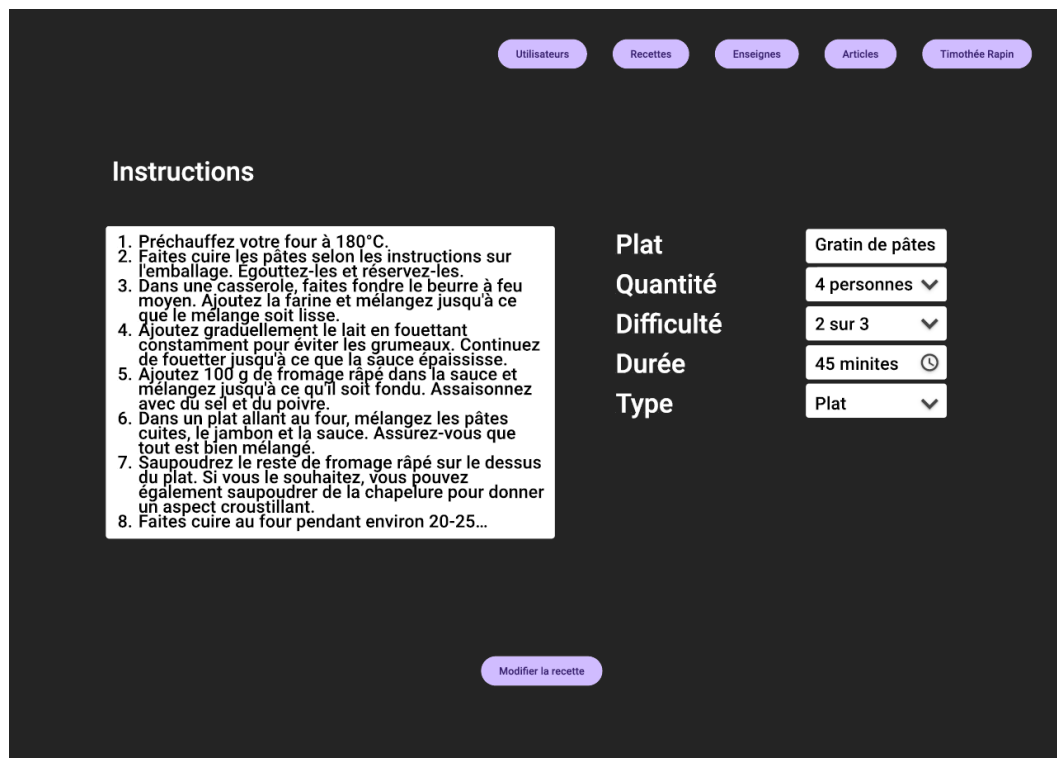 Utilisateurs
Recettes
Enseignes
Articles
Timothée Rapin
Instructions
1. Préchauffez votre four à 180°C.
2. Faites cuire les pâtes selon les instructions sur
l'emballage. Égouttez-les et réservez-les.
3. Dans une casserole, faites fondre le beurre à feu
moyen. Ajoutez la farine et mélangez jusqu'à ce
que le mélange soit lisse.
4. Ajoutez graduellement le lait en fouettant
constamment pour éviter les grumeaux. Continuez
de fouetter jusqu'à ce que la sauce épaississe.
5. Ajoutez 100 g de fromage râpé dans la sauce et
mélangez jusqu'à ce qu'il soit fondu. Assaisonnez
avec du sel et du poivre.
6. Dans un plat allant au four, mélangez les pâtes
cuites, le jambon et la sauce. Assurez-vous que
tout est bien mélangé.
7. Saupoudrez le reste de fromage râpé sur le dessus
du plat. Si vous le souhaitez, vous pouvez
également saupoudrer de la chapelure pour donner
un aspect croustillant.
8. Faites cuire au four pendant environ 20-25...
Plat
Gratin de pâtes
Quantité
4 personnes
Difficulté
2 sur 3
Durée
45 minites
Type
Plat
Modifier la recette